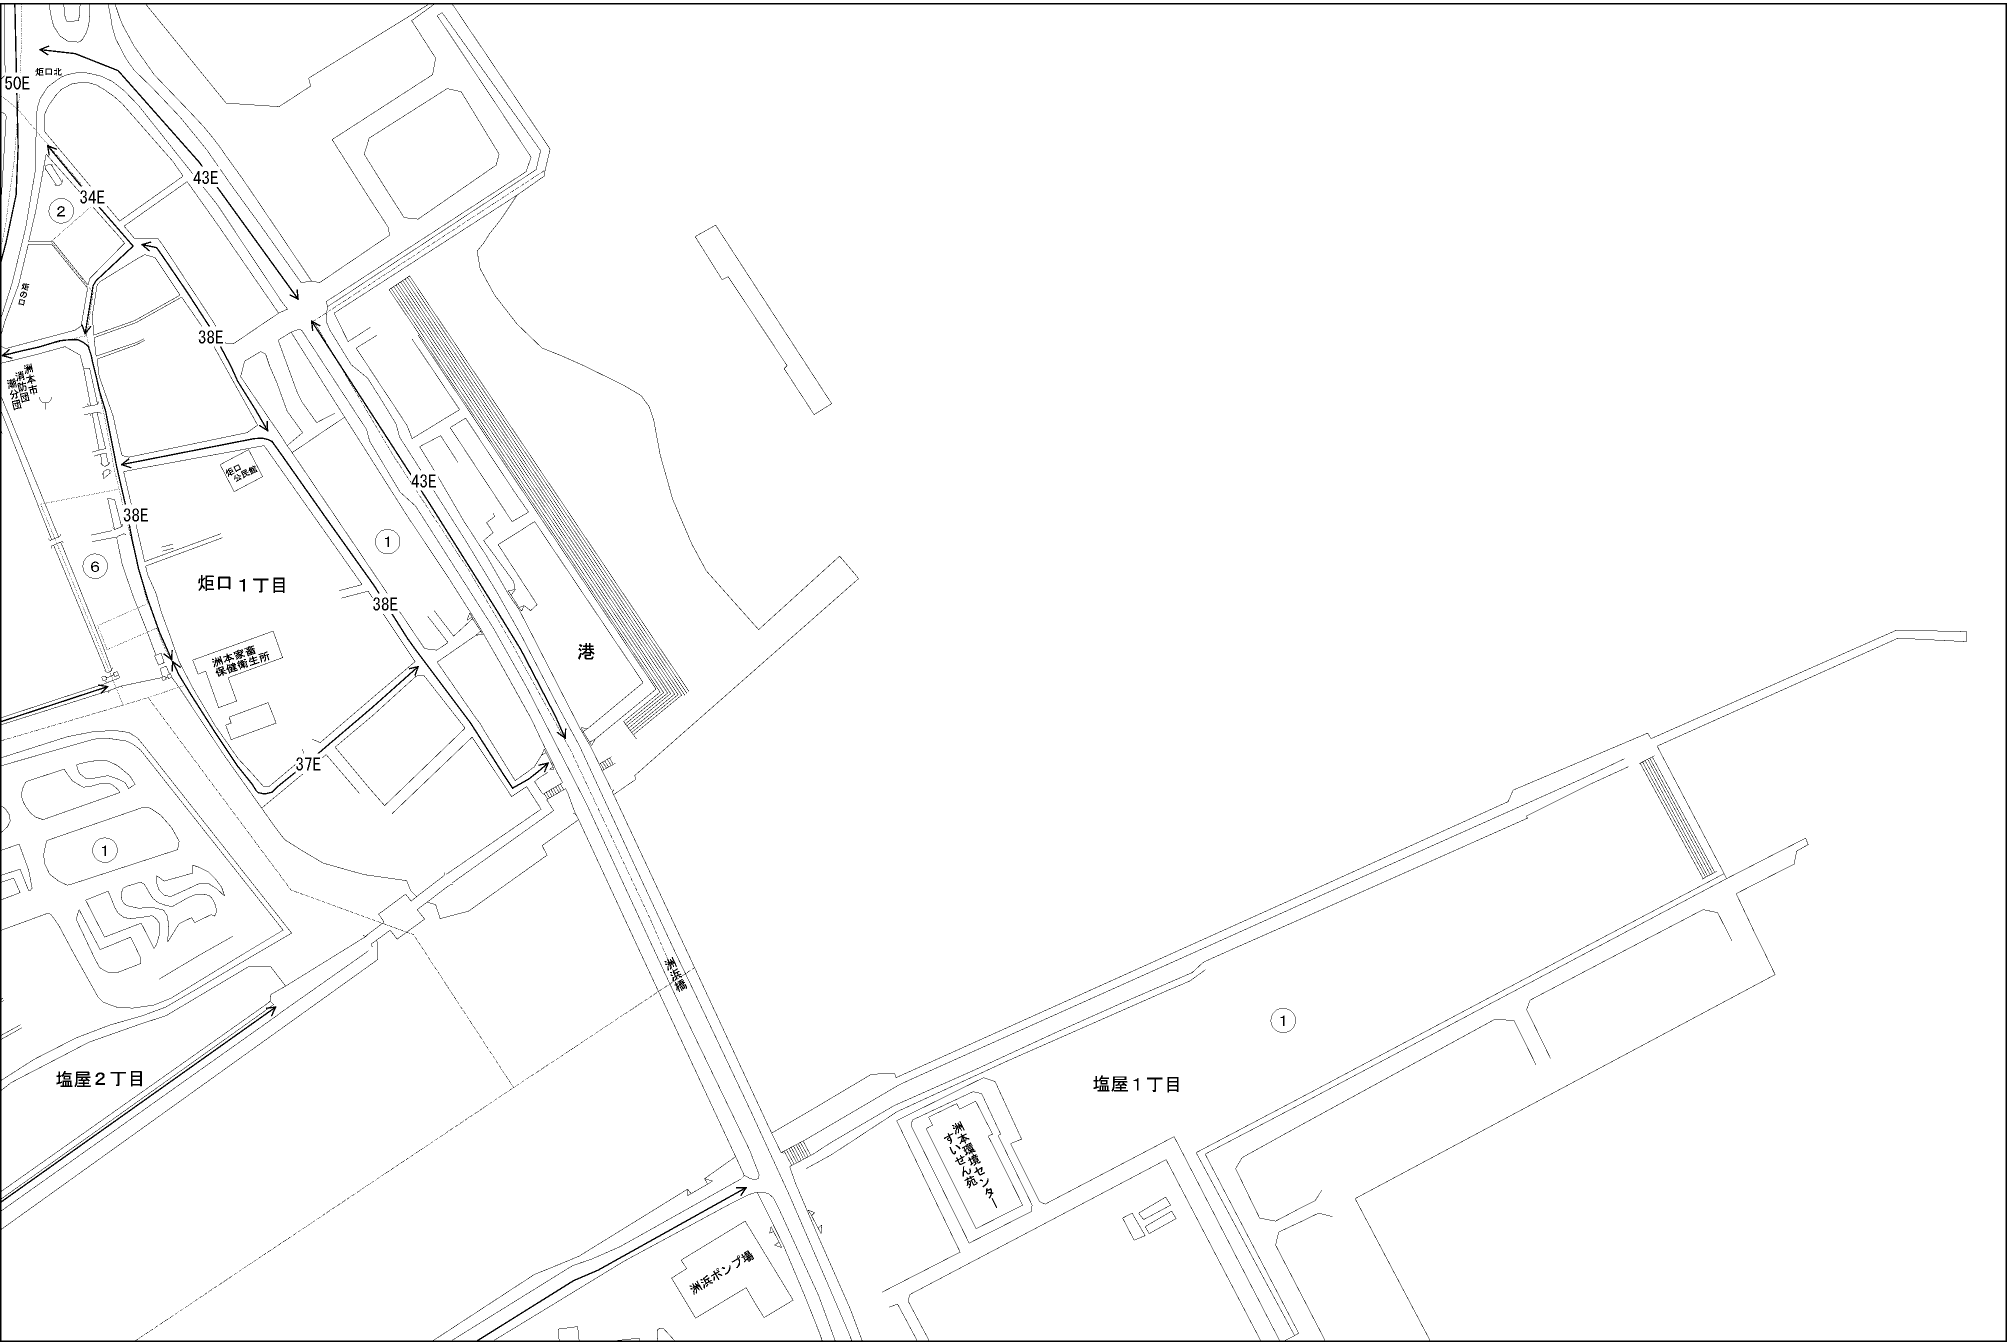 炬口北
50E
43E
34E
2
炬の口
38E
洲本市
消防団
潮分団
43E
炬口
公民館
38E
1
6
炬口１丁目
38E
港
洲本家畜
保健衛生所
37E
1
洲浜橋
1
塩屋２丁目
塩屋１丁目
洲本環境センター
すいせん苑
洲浜ポンプ場